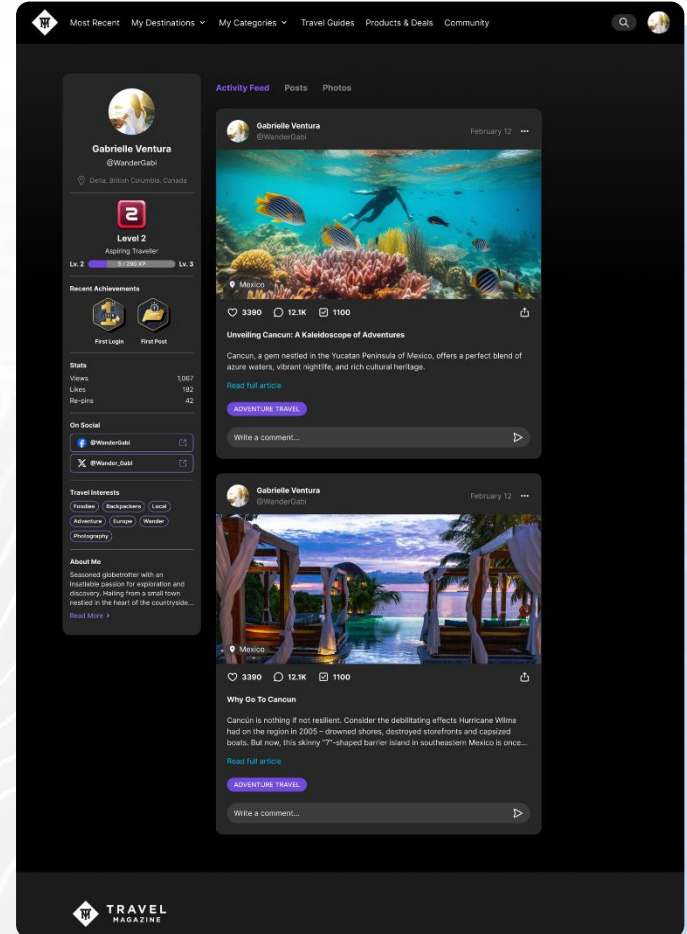 Most Recent My Destinations My Categories Travel Guides Products & Deals Community
Gabrielle Ventura
@WanderGabi
Delta, British Columbia, Canada
2
Level 2
Aspiring Traveller
Lv. 2 5 / 290 XP Lv. 3
Recent Achievements
First Login First Post
Stats
Views 1,067
Likes 182
Re-pins 42
On Social
@WanderGabi
@Wander_Gabi
Travel Interests
Foodies Backpackers Local
Adventure Europe Wander
Photography
About Me
Seasoned globetrotter with an
insatiable passion for exploration and
discovery. Hailing from a small town
nestled in the heart of the countryside...
Read More >
Activity Feed Posts Photos
Gabrielle Ventura
@WanderGabi
February 12
Mexico
3390 12.1K 1100
Unveiling Cancun: A Kaleidoscope of Adventures
Cancun, a gem nestled in the Yucatan Peninsula of Mexico, offers a perfect blend of
azure waters, vibrant nightlife, and rich cultural heritage.
Read full article
ADVENTURE TRAVEL
Write a comment...
Gabrielle Ventura
@WanderGabi
February 12
Mexico
3390 12.1K 1100
Why Go To Cancun
Cancún is nothing if not resilient. Consider the debilitating effects Hurricane Wilma
had on the region in 2005 – drowned shores, destroyed storefronts and capsized
boats. But now, this skinny "7"-shaped barrier island in southeastern Mexico is once...
Read full article
ADVENTURE TRAVEL
Write a comment...
TRAVEL
MAGAZINE